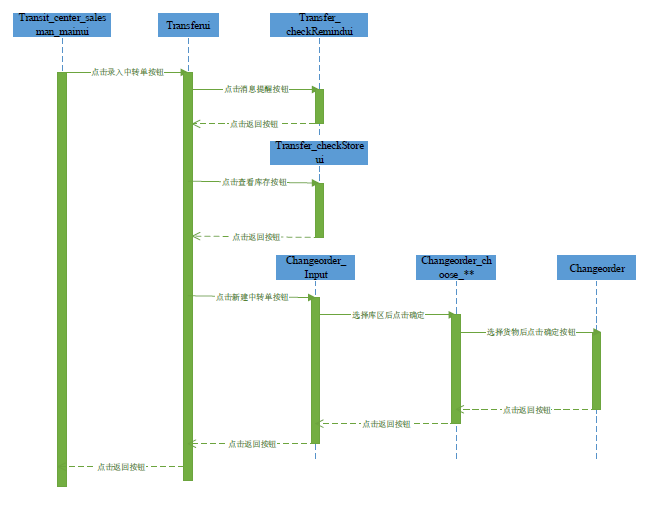 Transit_center_sales
man_mainui
Transferui
Transfer_
checkRemindui
点击录入中转单按钮
点击消息提醒按钮
点击返回按钮
Transfer_checkStore
ui
点击查看库存按钮
点击返回按钮
Changeorder_
Input
Changeorder_ch
oose_**
Changeorder
点击新建中转单按钮
选择库区后点击确定
选择货物后点击确定按钮
点击返回按钮
点击返回按钮
点击返回按钮
点击返回按钮